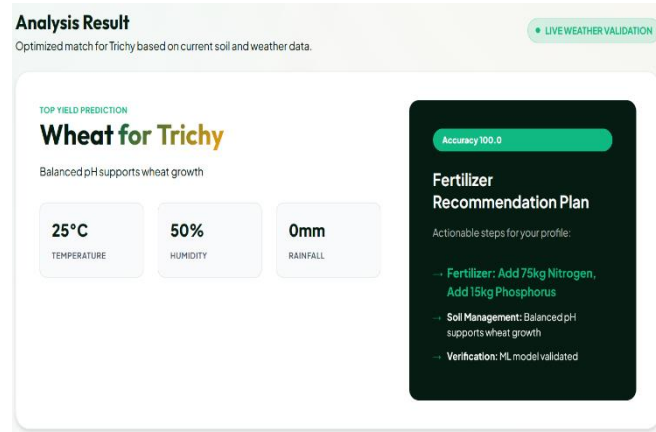 Analysis Result
Optimized match for Trichy based on current soil and weather data.
LIVE WEATHER VALIDATION
TOP YIELD PREDICTION
Wheat for Trichy
Balanced pH supports wheat growth
25°C
TEMPERATURE
50%
HUMIDITY
0mm
RAINFALL
Accuracy 100.0
Fertilizer
Recommendation Plan
Actionable steps for your profile:
→ Fertilizer: Add 75kg Nitrogen,
Add 15kg Phosphorus
→ Soil Management: Balanced pH
supports wheat growth
→ Verification: ML model validated